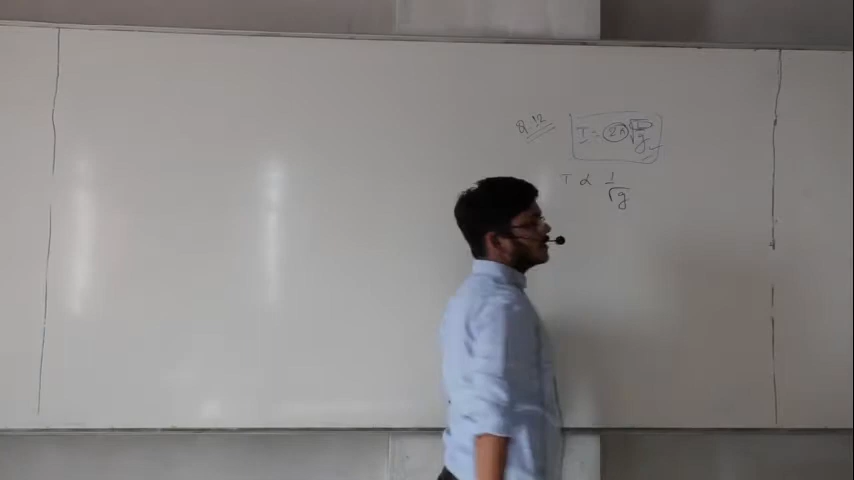 Q. 12
T = 2π √(L/g)
T ∝ 1/√g